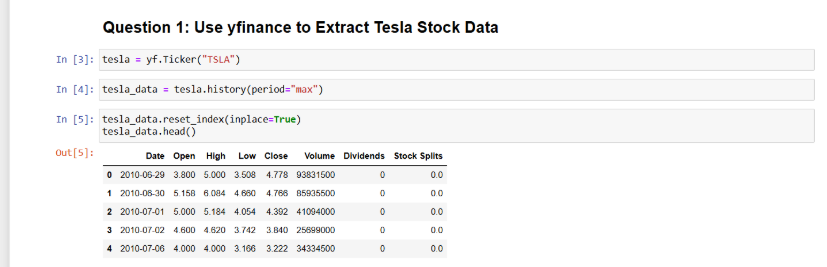 Question 1: Use yfinance to Extract Tesla Stock Data
In [3]: tesla = yf.Ticker("TSLA")
In [4]: tesla_data = tesla.history(period="max")
In [5]: tesla_data.reset_index(inplace=True)
tesla_data.head()
Out[5]:
Date Open High Low Close Volume Dividends Stock Splits
0 2010-06-29 3.800 5.000 3.508 4.778 93831500 0 0.0
1 2010-06-30 5.158 6.084 4.660 4.766 85935500 0 0.0
2 2010-07-01 5.000 5.184 4.054 4.392 41094000 0 0.0
3 2010-07-02 4.600 4.620 3.742 3.840 25699000 0 0.0
4 2010-07-06 4.000 4.000 3.166 3.222 34334500 0 0.0